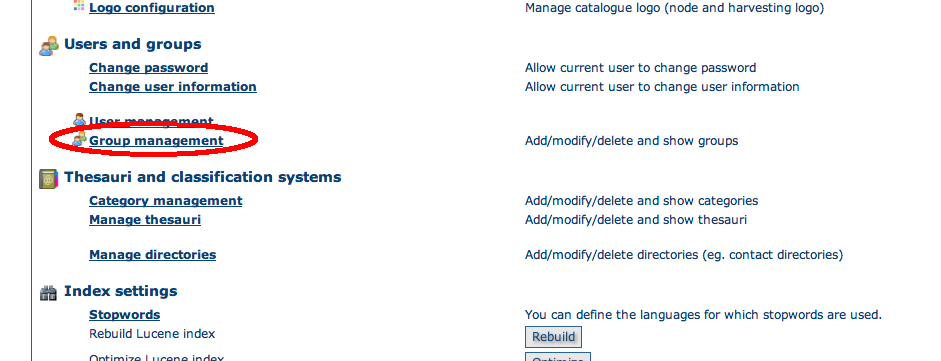 Logo configuration Manage catalogue logo (node and harvesting logo)
Users and groups
Change password Allow current user to change password
Change user information Allow current user to change user information
User management
Group management Add/modify/delete and show groups
Thesauri and classification systems
Category management Add/modify/delete and show categories
Manage thesauri Add/modify/delete and show thesauri
Manage directories Add/modify/delete directories (eg. contact directories)
Index settings
Stopwords You can define the languages for which stopwords are used.
Rebuild Lucene index Rebuild
Optimize Lucene index Optimize